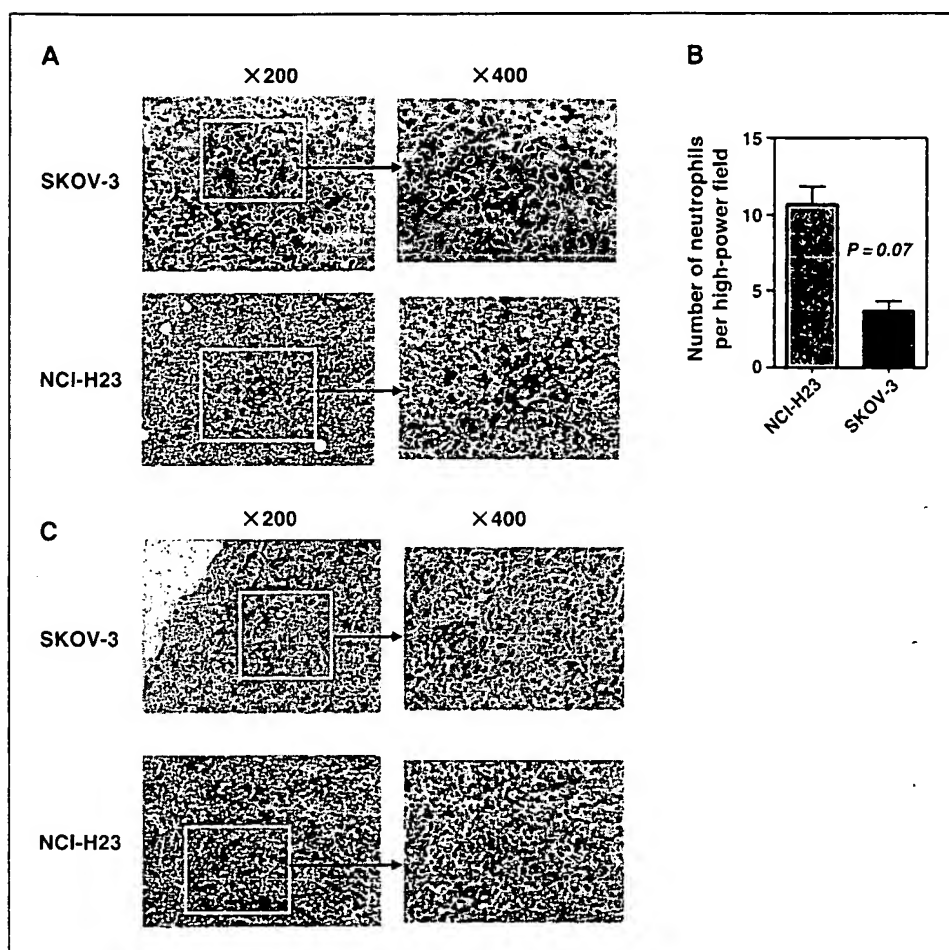 A
×200
×400
SKOV-3
NCI-H23
B
Number of neutrophils
per high-power field
15
10
5
0
P = 0.07
NCI-H23
SKOV-3
C
×200
×400
SKOV-3
NCI-H23